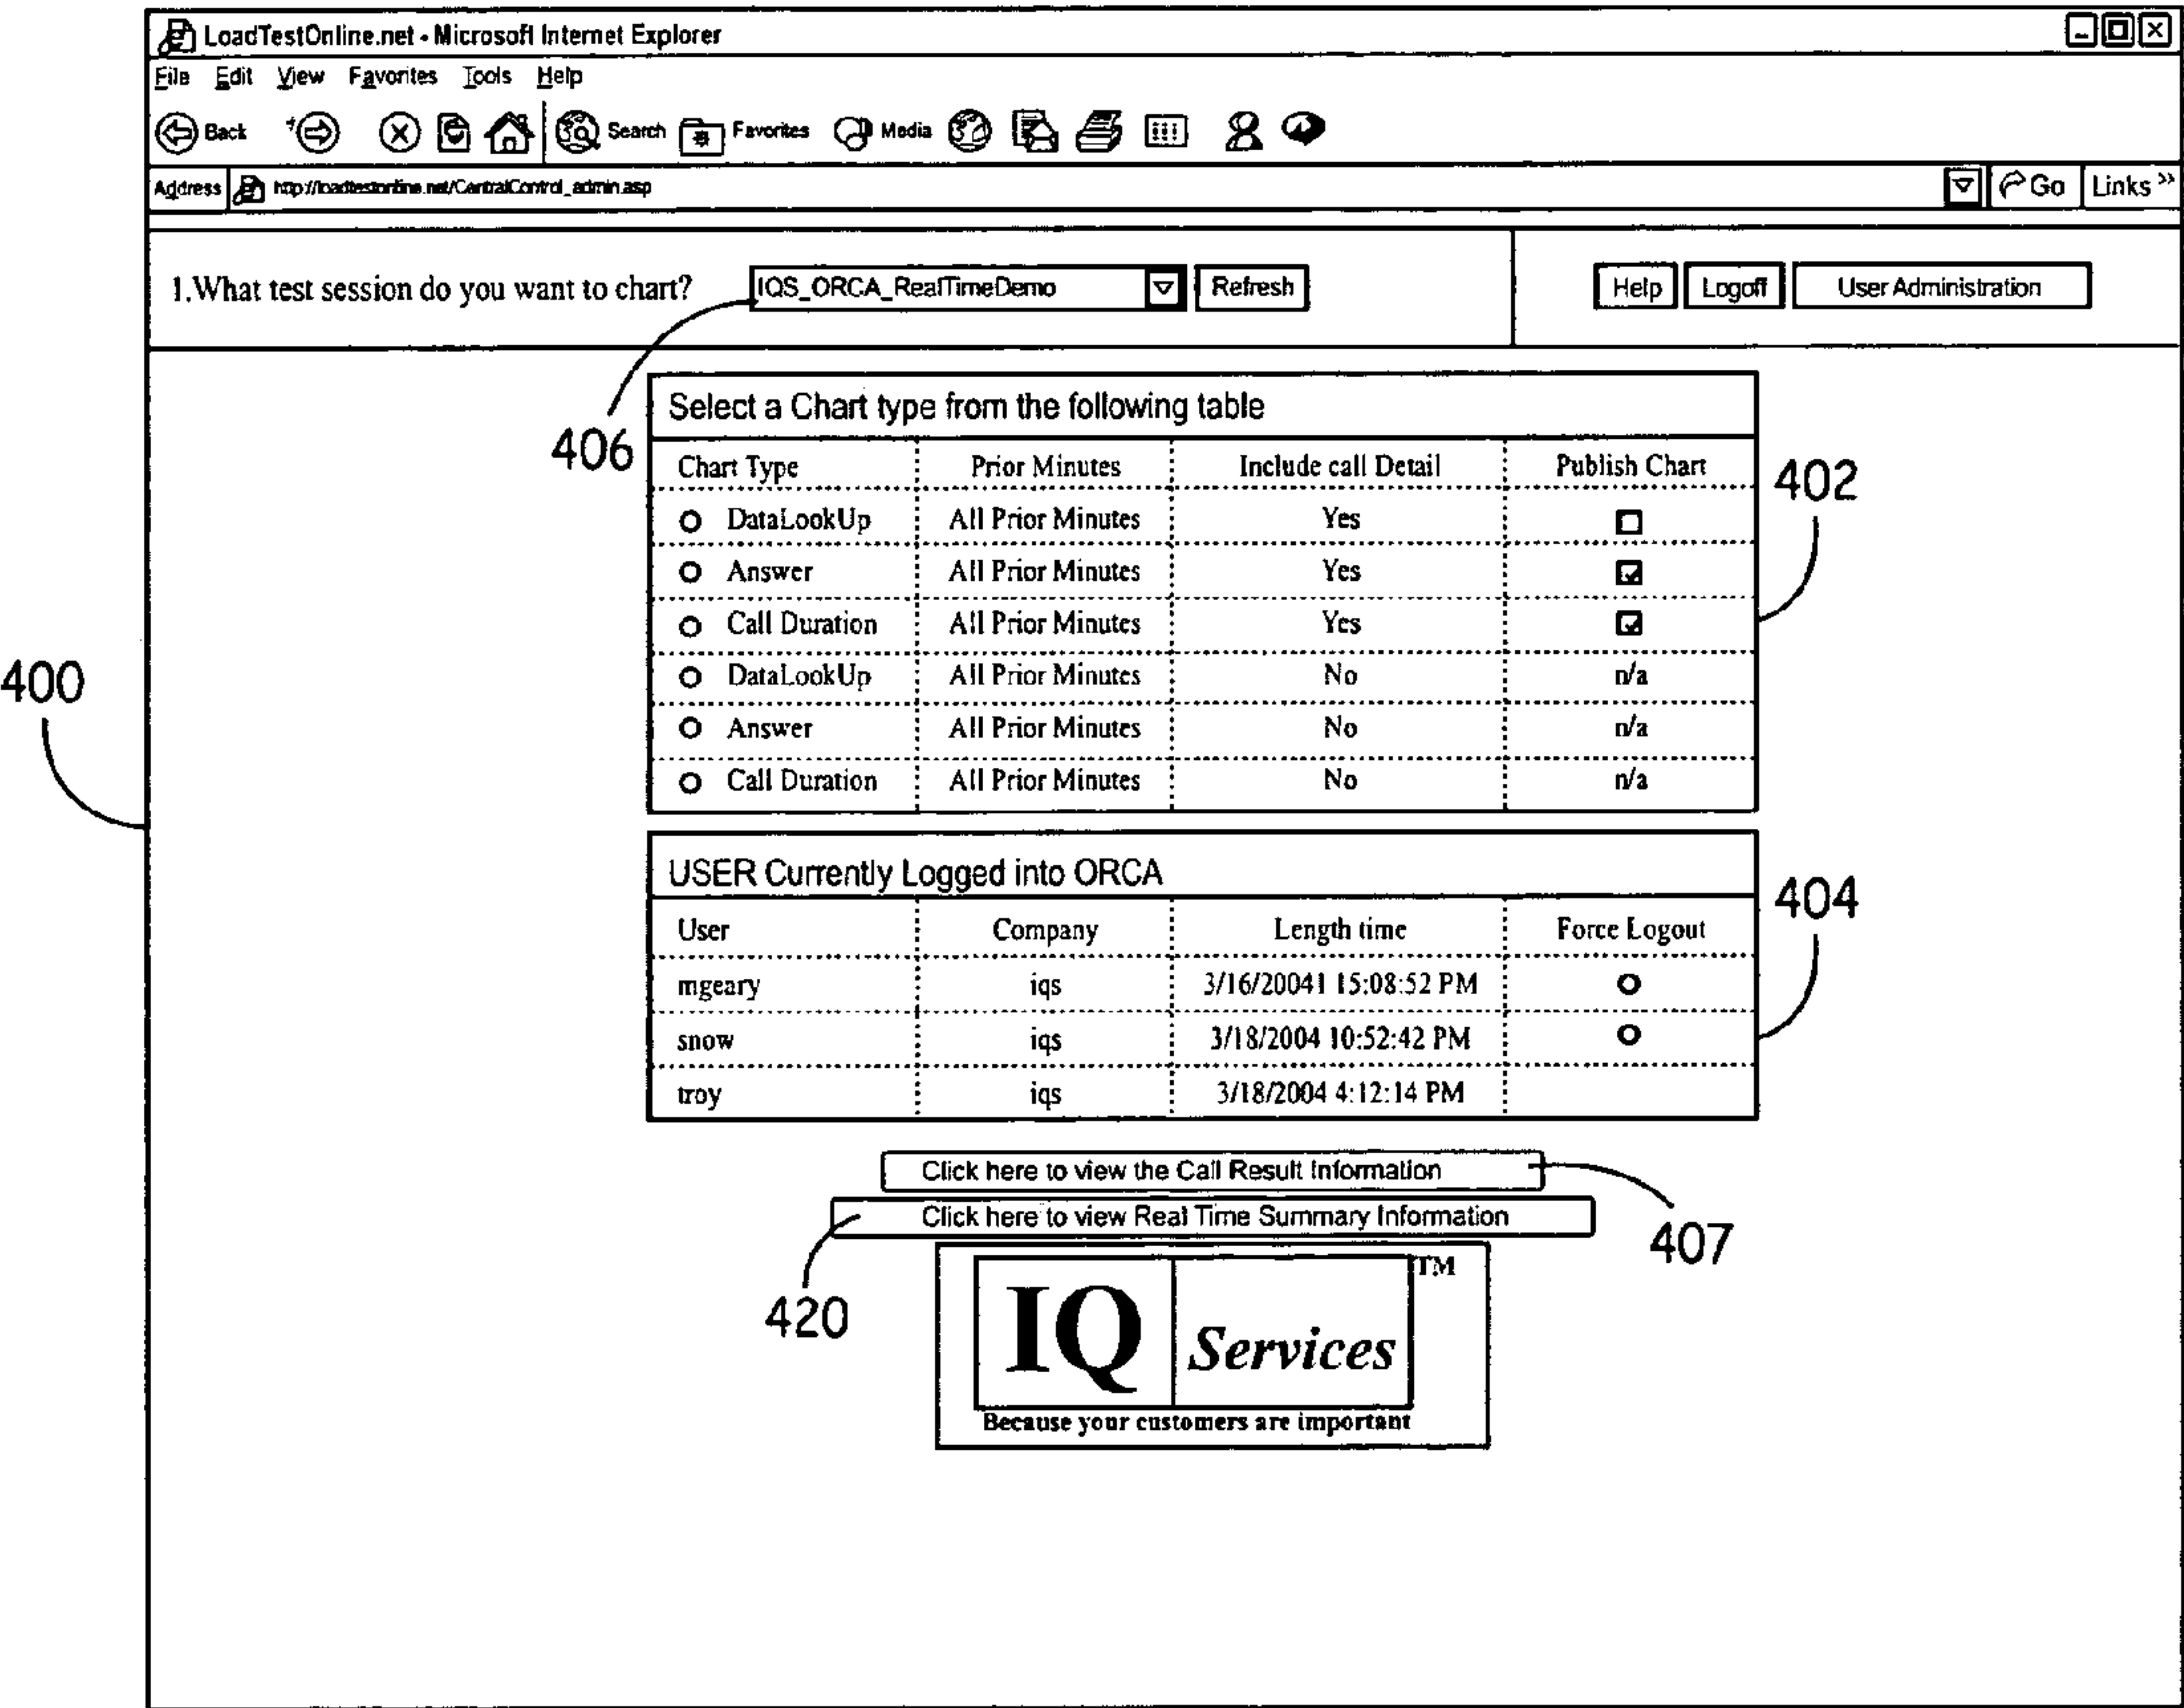 LoadTestOnline.net - Microsoft Internet Explorer
File Edit View Favorites Tools Help
Back Search Favorites Media
Address http://loadtestonline.net/CentralControl_admin.asp Go Links »
1.What test session do you want to chart? IQS_ORCA_RealTimeDemo Refresh Help Logoff User Administration
406
Select a Chart type from the following table
Chart Type Prior Minutes Include call Detail Publish Chart
402
DataLookUp All Prior Minutes Yes
Answer All Prior Minutes Yes
Call Duration All Prior Minutes Yes
DataLookUp All Prior Minutes No n/a
400
Answer All Prior Minutes No n/a
Call Duration All Prior Minutes No n/a
USER Currently Logged into ORCA
404
User Company Length time Force Logout
mgeary iqs 3/16/20041 15:08:52 PM
snow iqs 3/18/2004 10:52:42 PM
troy iqs 3/18/2004 4:12:14 PM
Click here to view the Call Result Information
407
Click here to view Real Time Summary Information
420
IQ Services TM
Because your customers are important